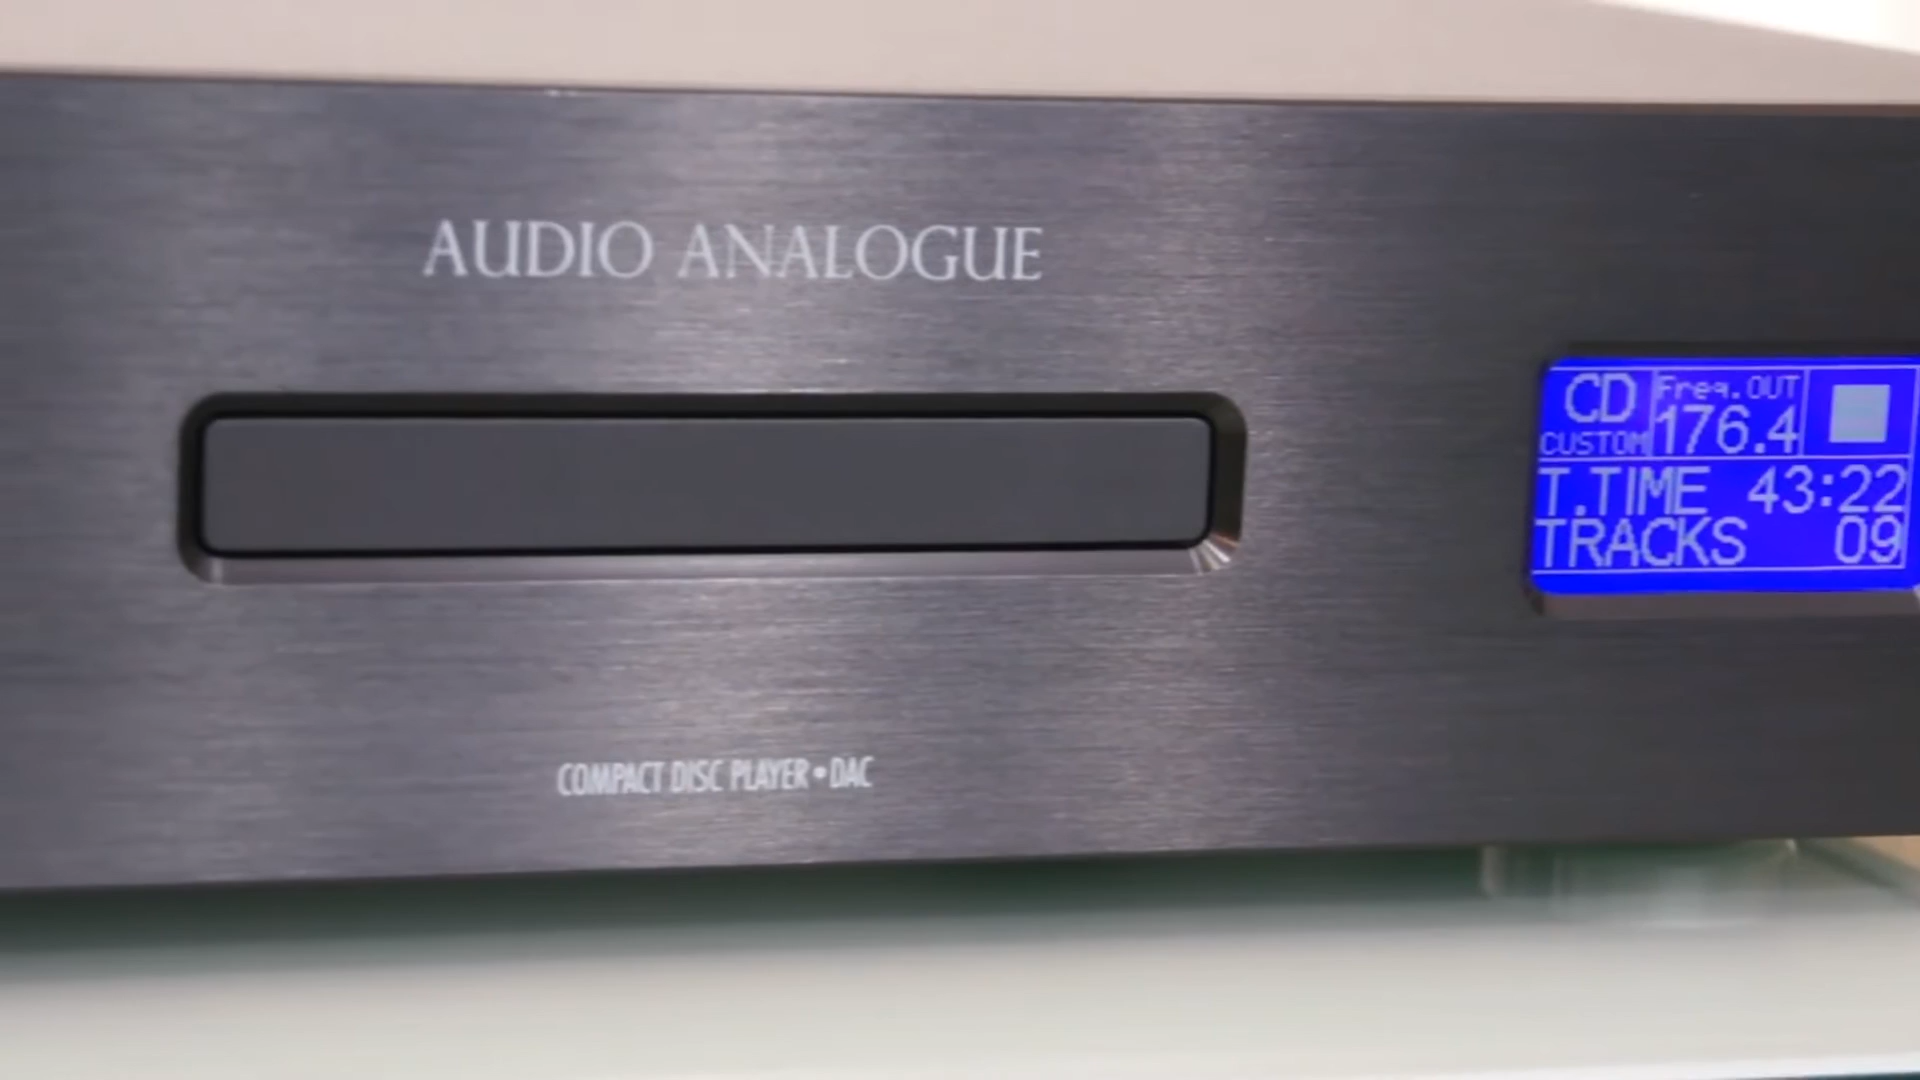 AUDIO ANALOGUE
COMPACT DISC PLAYER • DAC
CD Freq.OUT
CUSTOM 176.4
T.TIME 43:22
TRACKS 09